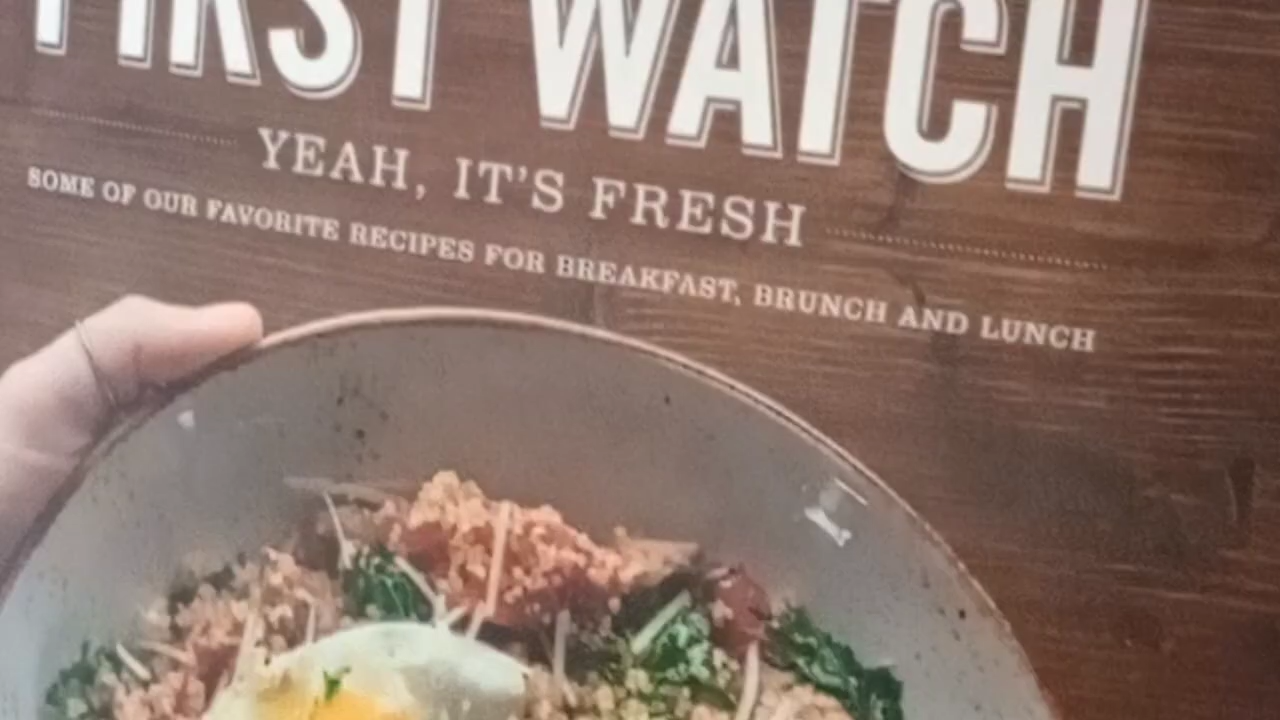 FIRST WATCH
YEAH, IT'S FRESH
SOME OF OUR FAVORITE RECIPES FOR BREAKFAST, BRUNCH AND LUNCH